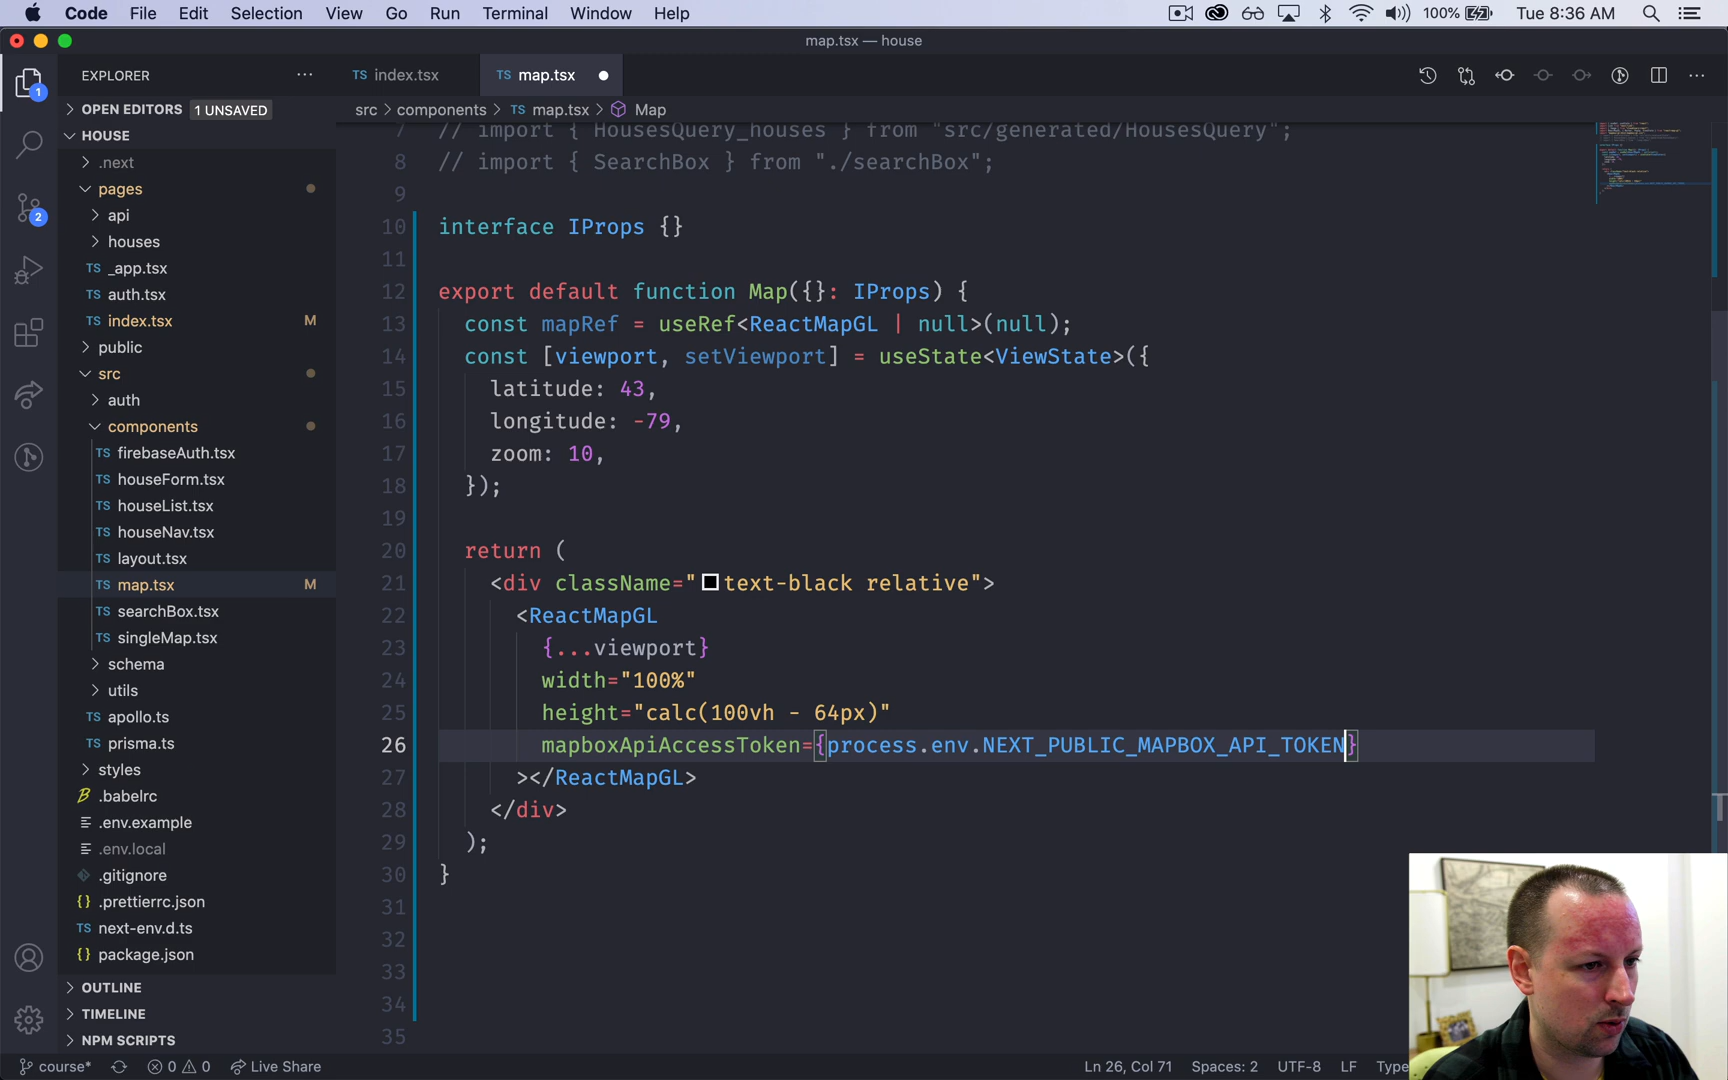 Code File Edit Selection View Go Run Terminal Window Help 100% Tue 8:36 AM
map.tsx — house
EXPLORER
TS index.tsx
TS map.tsx
OPEN EDITORS 1 UNSAVED
src > components > TS map.tsx > Map
HOUSE
.next
pages
api
houses
TS _app.tsx
TS auth.tsx
TS index.tsx M
public
src
auth
components
TS firebaseAuth.tsx
TS houseForm.tsx
TS houseList.tsx
TS houseNav.tsx
TS layout.tsx
TS map.tsx M
TS searchBox.tsx
TS singleMap.tsx
schema
utils
TS apollo.ts
TS prisma.ts
styles
.babelrc
.env.example
.env.local
.gitignore
{} .prettierrc.json
TS next-env.d.ts
{} package.json
OUTLINE
TIMELINE
NPM SCRIPTS
1
2
7 // import { HousesQuery_houses } from "src/generated/HousesQuery";
8 // import { SearchBox } from "./searchBox";
9
10 interface IProps {}
11
12 export default function Map({}: IProps) {
13 const mapRef = useRef<ReactMapGL | null>(null);
14 const [viewport, setViewport] = useState<ViewState>({
15 latitude: 43,
16 longitude: -79,
17 zoom: 10,
18 });
19
20 return (
21 <div className="text-black relative">
22 <ReactMapGL
23 {...viewport}
24 width="100%"
25 height="calc(100vh - 64px)"
26 mapboxApiAccessToken={process.env.NEXT_PUBLIC_MAPBOX_API_TOKEN}
27 ></ReactMapGL>
28 </div>
29 );
30 }
31
32
33
34
35
course* 0 0 Live Share Ln 26, Col 71 Spaces: 2 UTF-8 LF Type